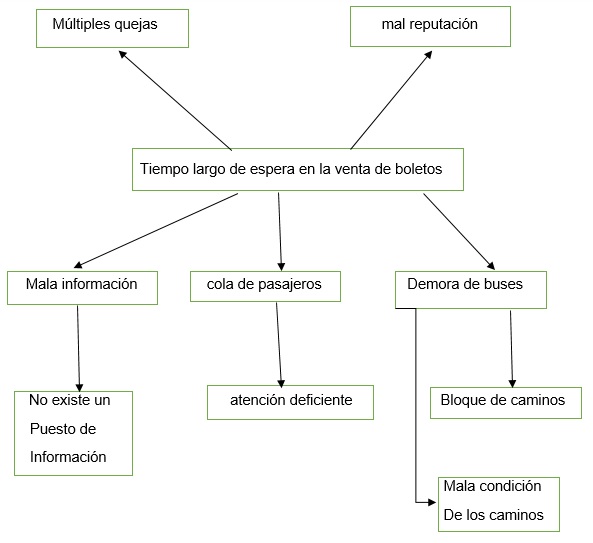 Múltiples quejas
mal reputación
Tiempo largo de espera en la venta de boletos
Mala información
cola de pasajeros
Demora de buses
No existe un
Puesto de
Información
atención deficiente
Bloque de caminos
Mala condición
De los caminos